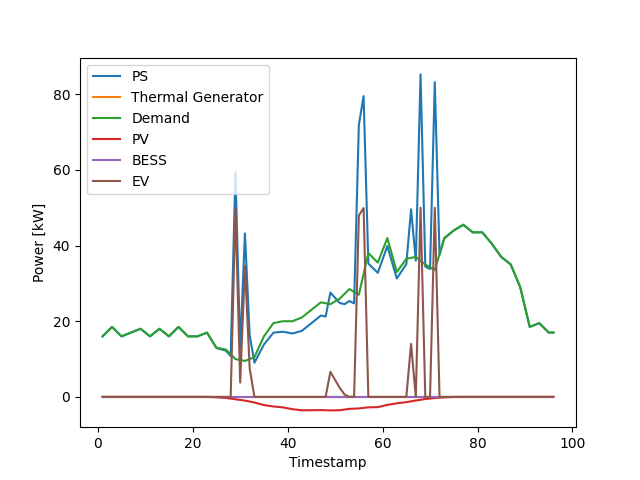 PS
Thermal Generator
Demand
PV
BESS
EV
Power [kW]
80
60
40
20
0
0 20 40 60 80 100
Timestamp